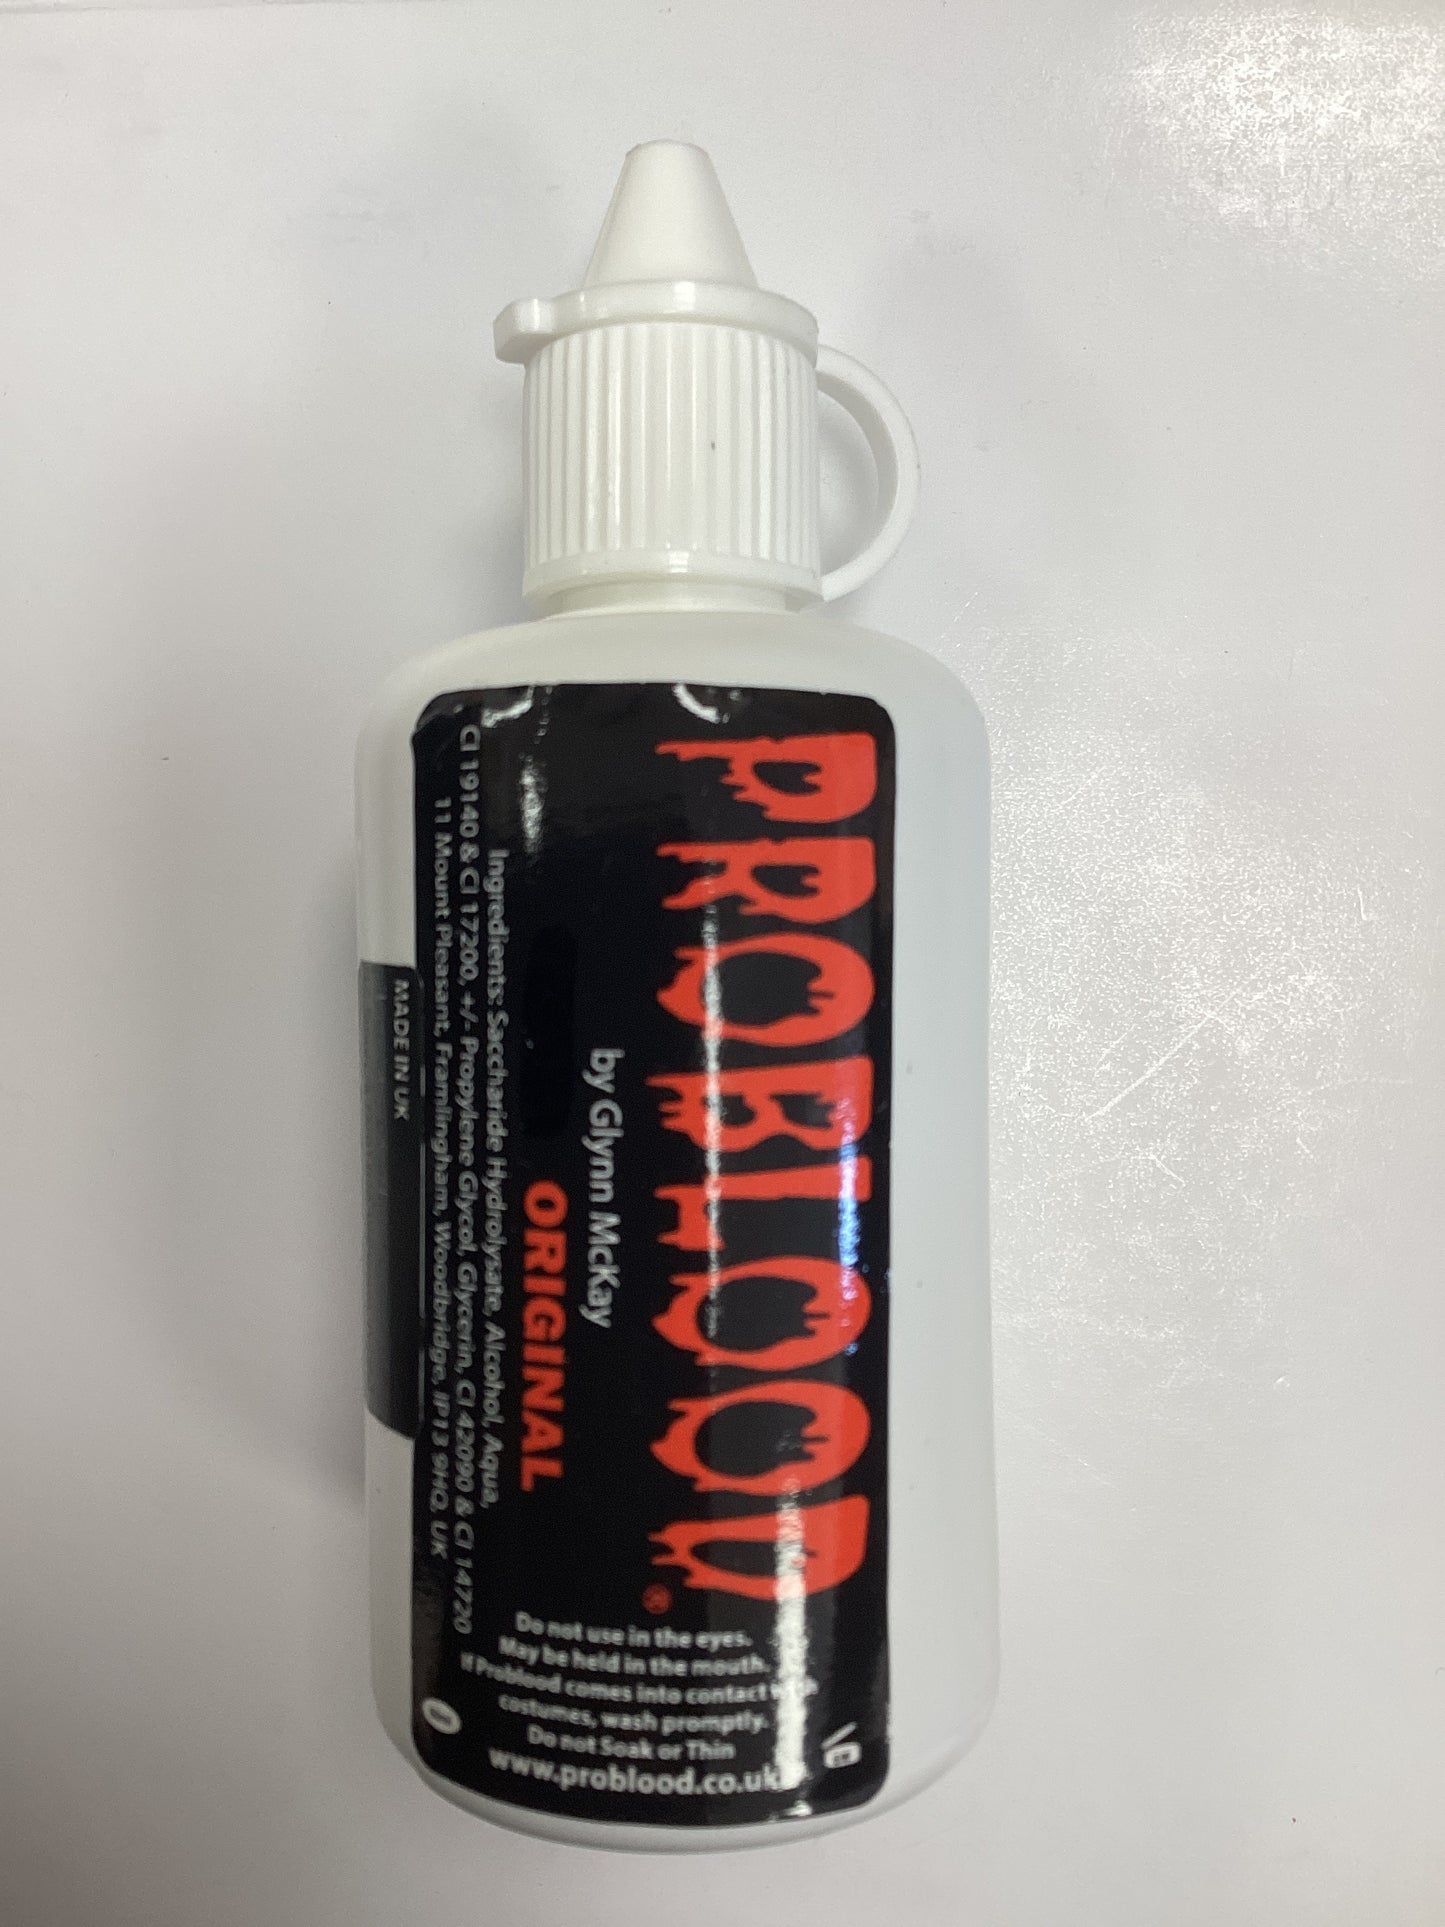 PROBLOOD®
by Glynn McKay
ORIGINAL
Ingredients: Saccharide Hydrolysate, Alcohol, Aqua,
CI 19140 & CI 17200, +/- Propylene Glycol, Glycerin, CI 42090 & CI 14720
11 Mount Pleasant, Framlingham, Woodbridge, IP13 9HQ, UK
MADE IN UK
Do not use in the eyes.
May be held in the mouth.
If Problood comes into contact with
costumes, wash promptly.
Do not Soak or Thin
www.problood.co.uk